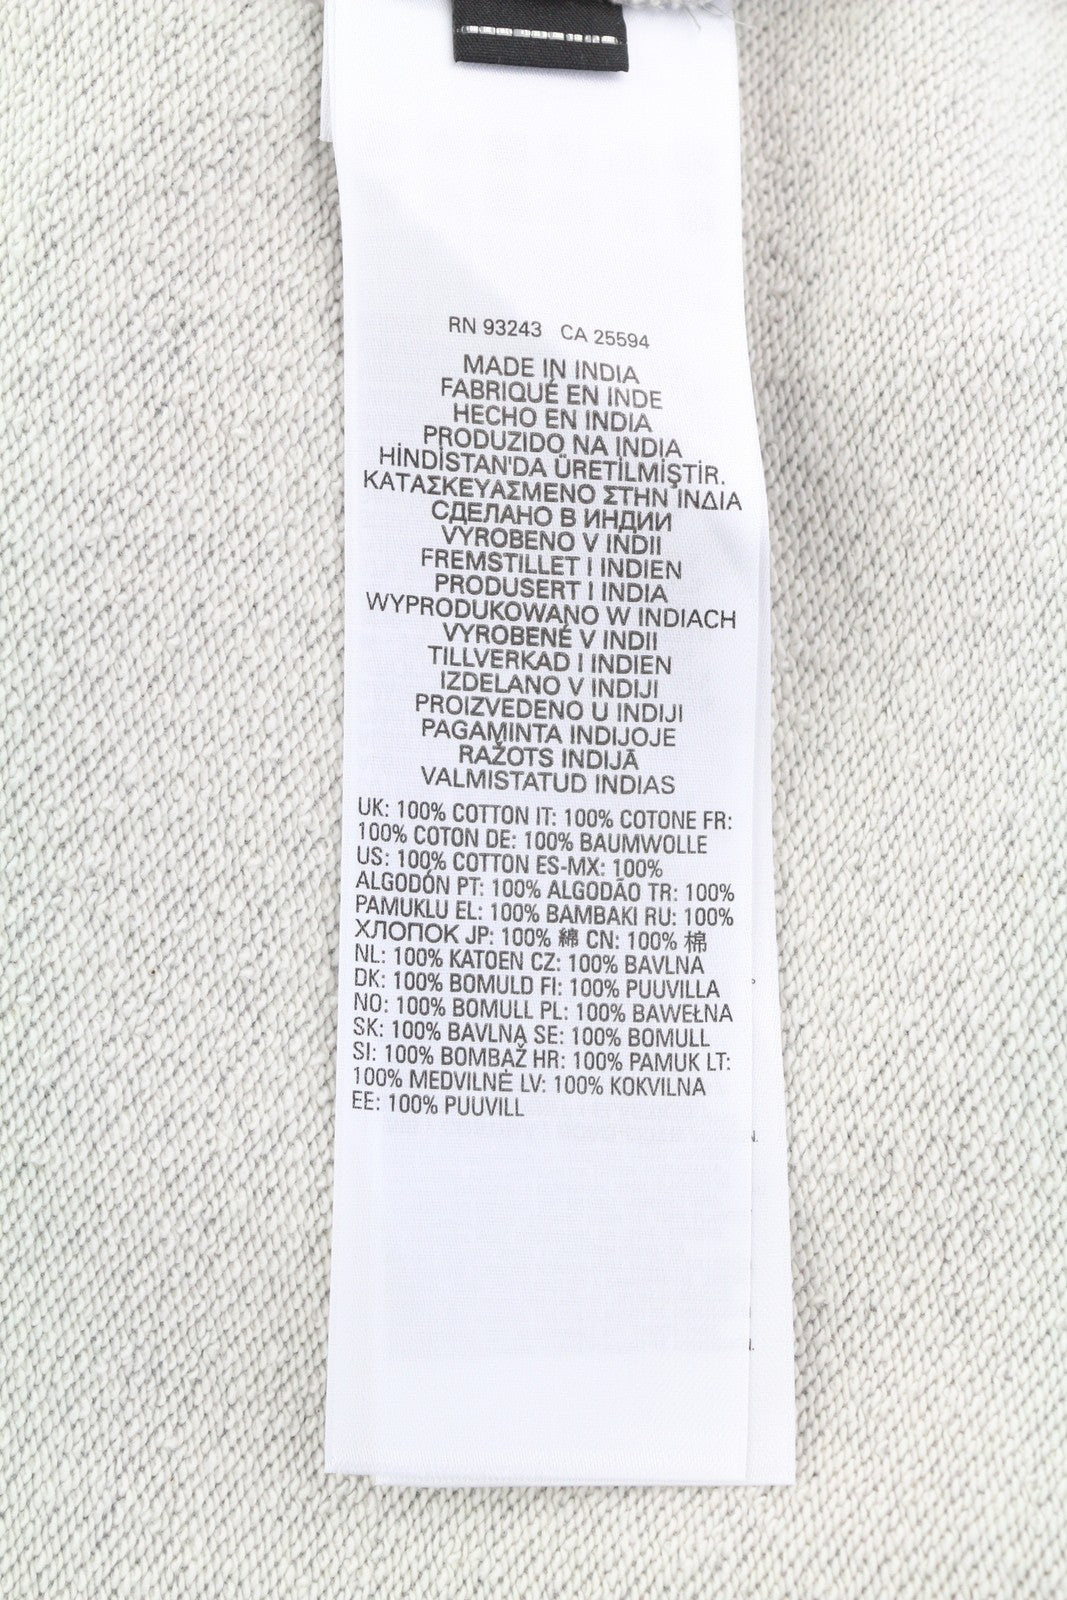 RN 93243 CA 25594
MADE IN INDIA
FABRIQUÉ EN INDE
HECHO EN INDIA
PRODUZIDO NA INDIA
HİNDİSTAN'DA ÜRETİLMİŞTİR.
ΚΑΤΑΣΚΕΥΑΣΜΕΝΟ ΣΤΗΝ ΙΝΔΙΑ
СДЕЛАНО В ИНДИИ
VYROBENO V INDII
FREMSTILLET I INDIEN
PRODUSERT I INDIA
WYPRODUKOWANO W INDIACH
VYROBENÉ V INDII
TILLVERKAD I INDIEN
IZDELANO V INDIJI
PROIZVEDENO U INDIJI
PAGAMINTA INDIJOJE
RAŽOTS INDIJĀ
VALMISTATUD INDIAS
UK: 100% COTTON IT: 100% COTONE FR:
100% COTON DE: 100% BAUMWOLLE
US: 100% COTTON ES-MX: 100%
ALGODÓN PT: 100% ALGODÃO TR: 100%
PAMUKLU EL: 100% ΒΑΜΒΑΚΙ RU: 100%
ХЛОПОК JP: 100% 綿 CN: 100% 棉
NL: 100% KATOEN CZ: 100% BAVLNA
DK: 100% BOMULD FI: 100% PUUVILLA
NO: 100% BOMULL PL: 100% BAWEŁNA
SK: 100% BAVLNA SE: 100% BOMULL
SI: 100% BOMBAŽ HR: 100% PAMUK LT:
100% MEDVILNĖ LV: 100% KOKVILNA
EE: 100% PUUVILL